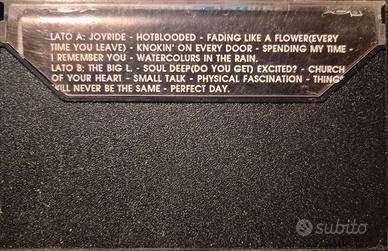 LATO A: JOYRIDE - HOTBLOODED - FADING LIKE A FLOWER(EVERY
TIME YOU LEAVE) - KNOKIN' ON EVERY DOOR - SPENDING MY TIME -
I REMEMBER YOU - WATERCOLURS IN THE RAIN.
LATO B: THE BIG L. - SOUL DEEP(DO YOU GET) EXCITED? - CHURCH
OF YOUR HEART - SMALL TALK - PHYSICAL FASCINATION - THING
WILL NEVER BE THE SAME - PERFECT DAY.
subito